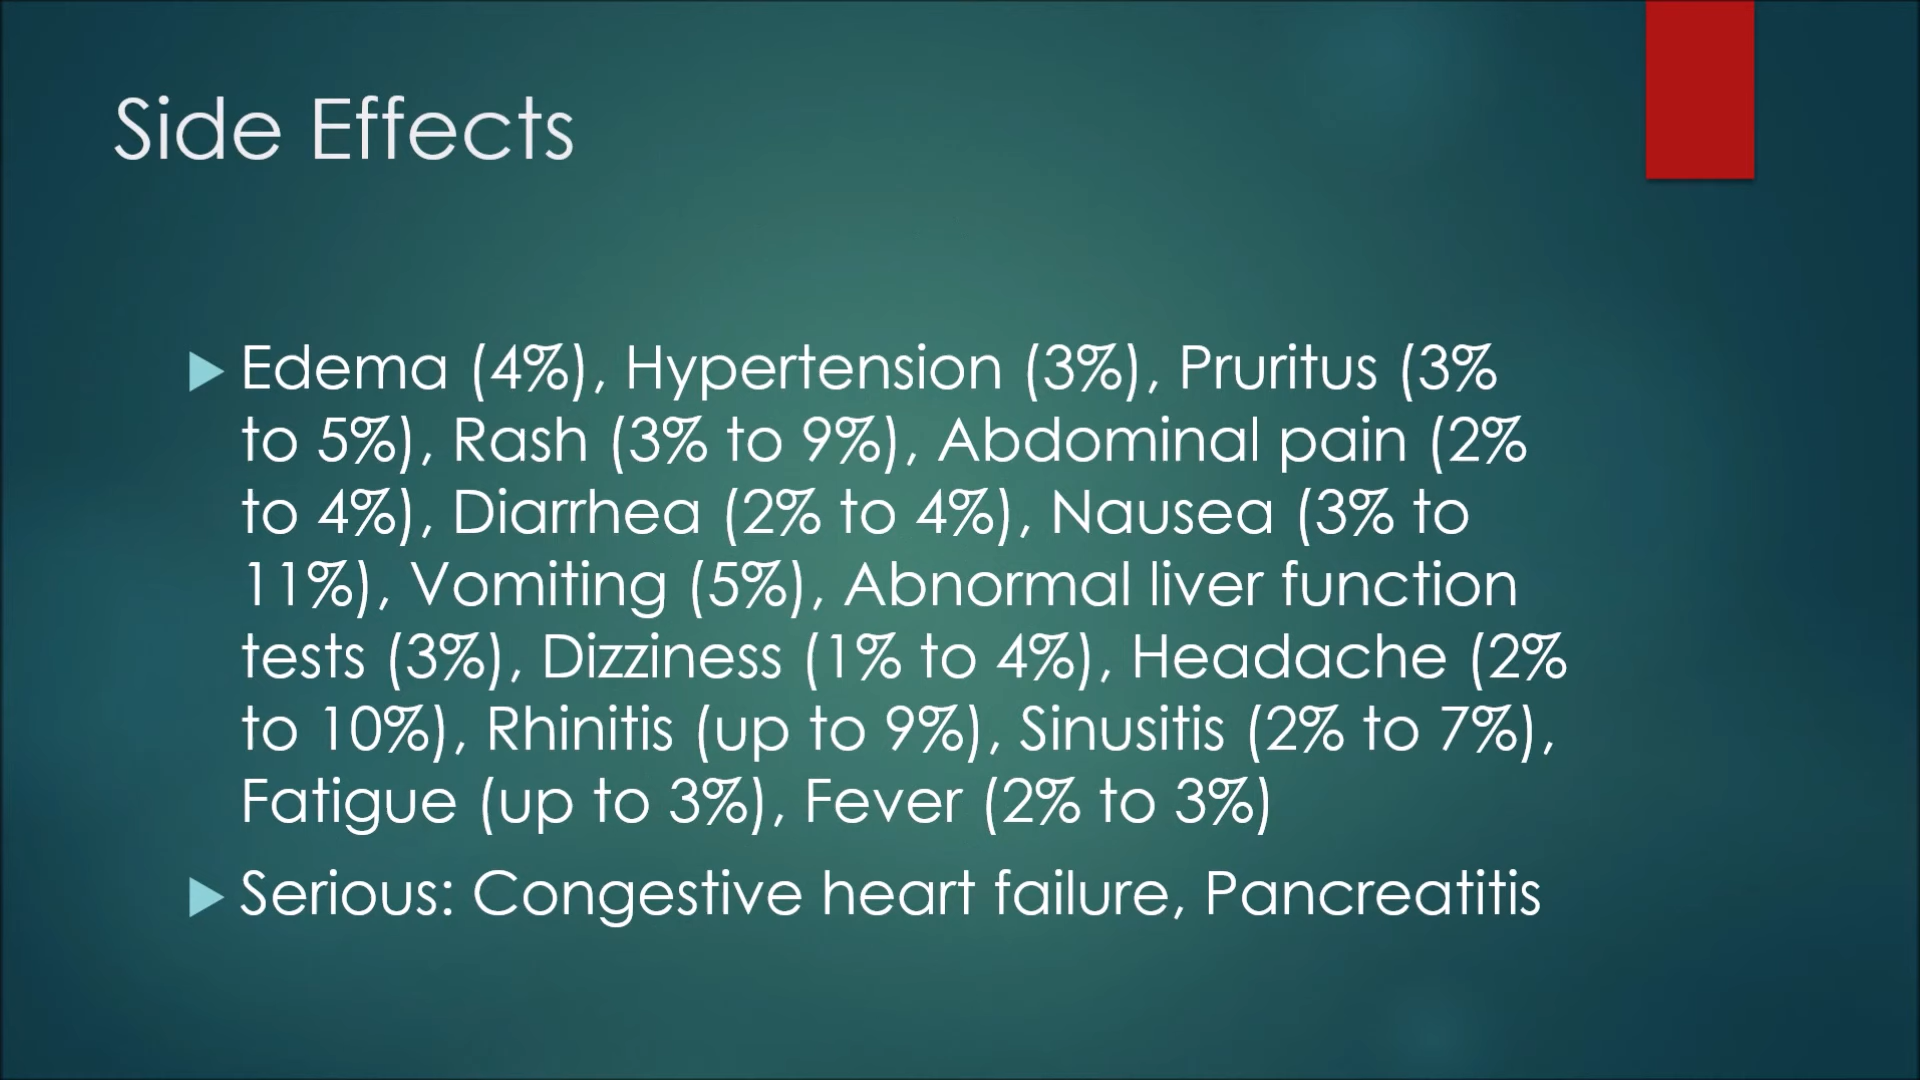 Side Effects
Edema (4%), Hypertension (3%), Pruritus (3%
to 5%), Rash (3% to 9%), Abdominal pain (2%
to 4%), Diarrhea (2% to 4%), Nausea (3% to
11%), Vomiting (5%), Abnormal liver function
tests (3%), Dizziness (1% to 4%), Headache (2%
to 10%), Rhinitis (up to 9%), Sinusitis (2% to 7%),
Fatigue (up to 3%), Fever (2% to 3%)
Serious: Congestive heart failure, Pancreatitis